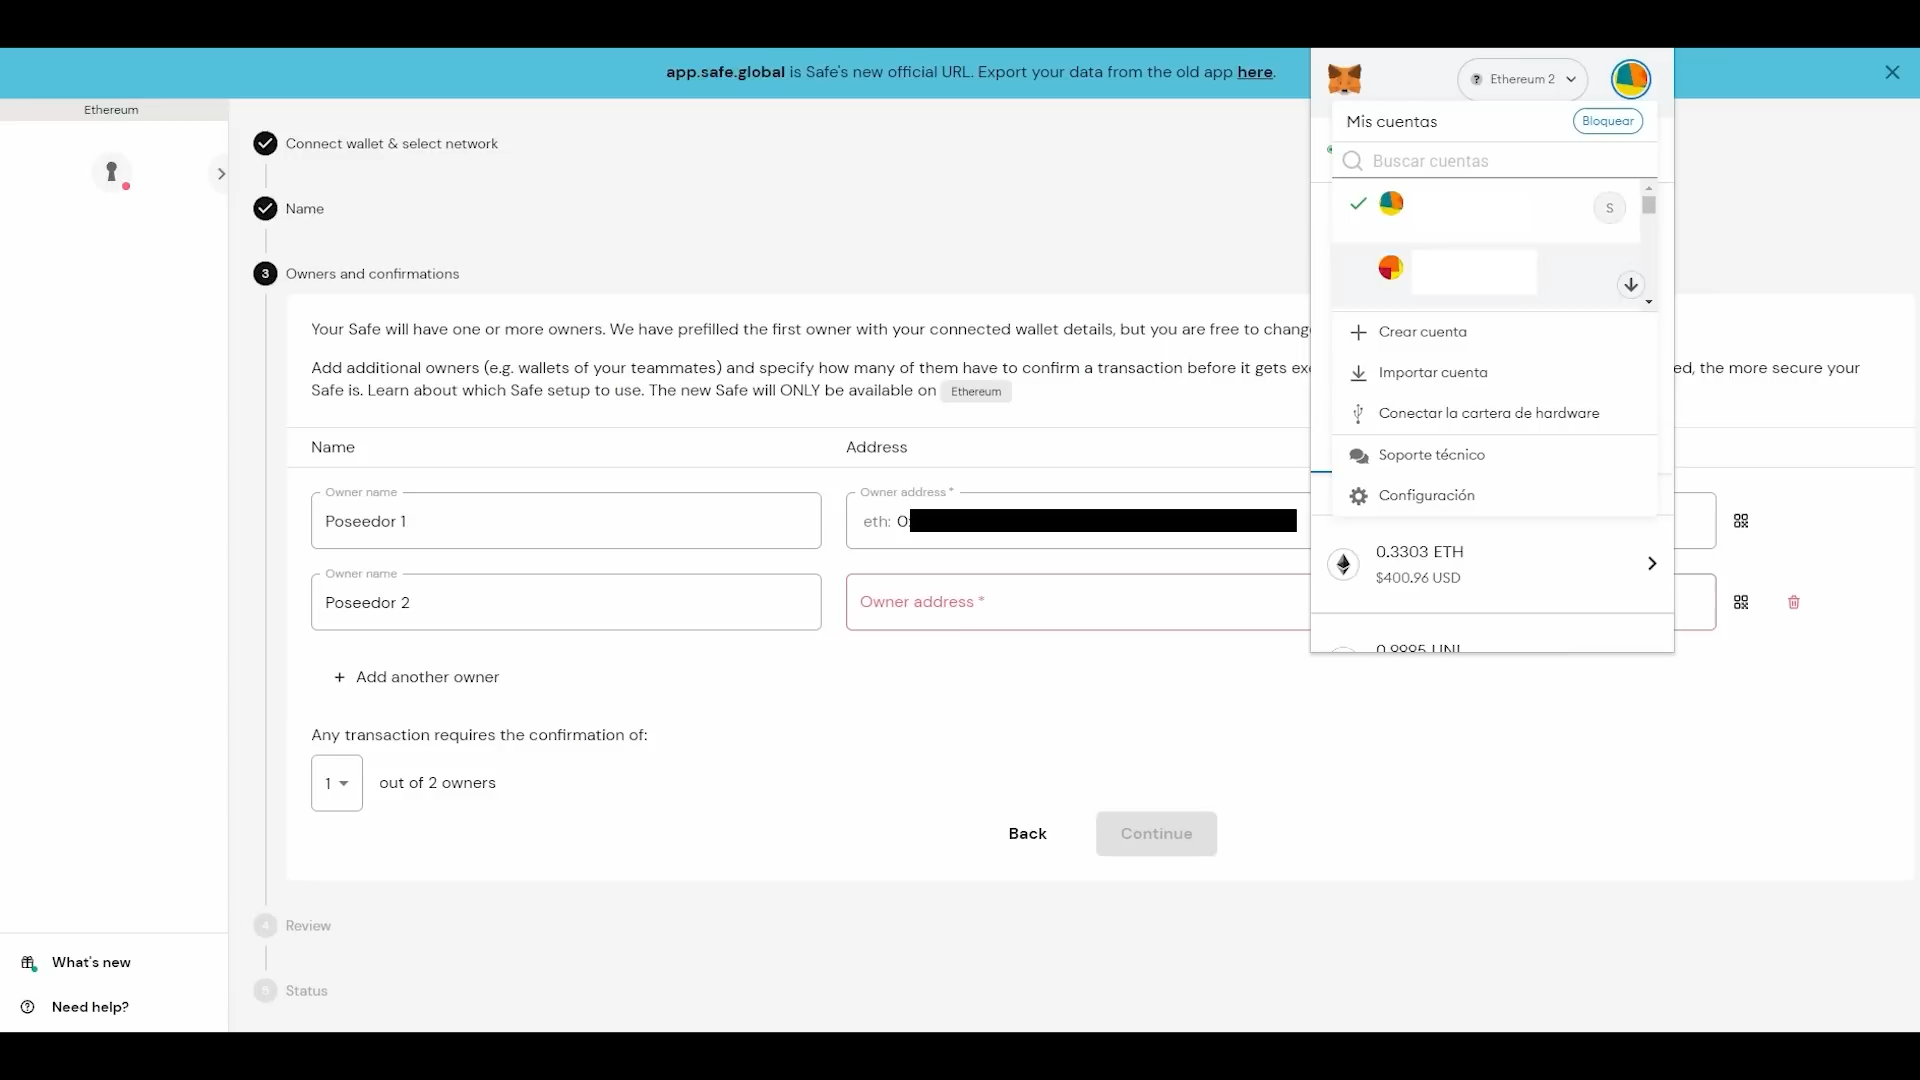 app.safe.global is Safe's new official URL. Export your data from the old app here.
Ethereum
Connect wallet & select network
Name
3 Owners and confirmations
Your Safe will have one or more owners. We have prefilled the first owner with your connected wallet details, but you are free to chang
Add additional owners (e.g. wallets of your teammates) and specify how many of them have to confirm a transaction before it gets exe
ed, the more secure your
Safe is. Learn about which Safe setup to use. The new Safe will ONLY be available on Ethereum
Name
Address
Owner name
Poseedor 1
Owner address *
eth: 0
Owner name
Poseedor 2
Owner address *
+ Add another owner
Any transaction requires the confirmation of:
1 out of 2 owners
Back
Continue
4 Review
5 Status
What's new
Need help?
Ethereum 2
Mis cuentas
Bloquear
Buscar cuentas
S
Crear cuenta
Importar cuenta
Conectar la cartera de hardware
Soporte técnico
Configuración
0.3303 ETH
$400.96 USD
0.9995 UNI